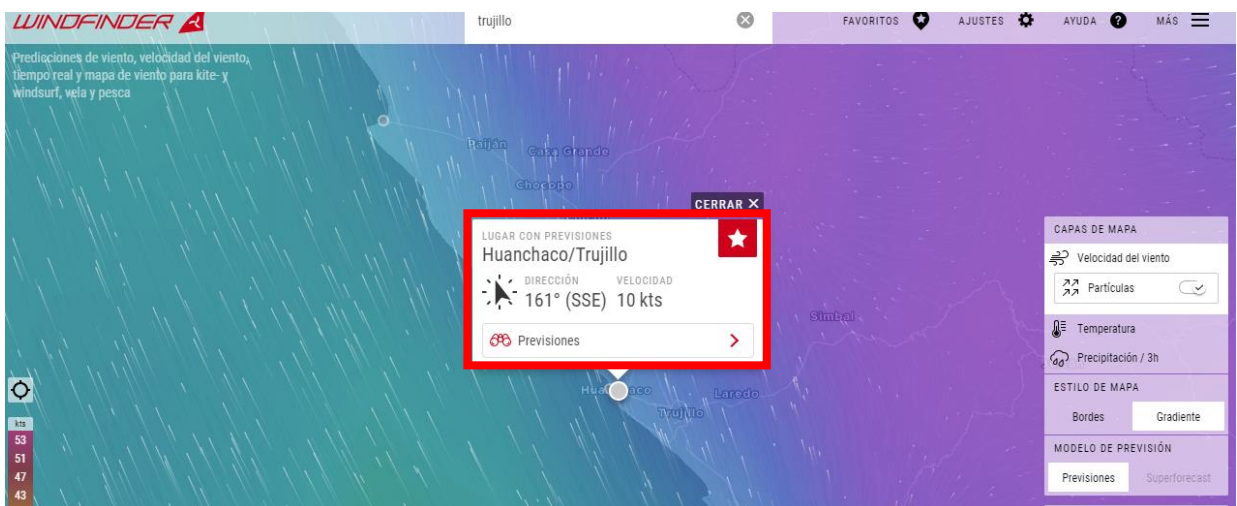 WINDFINDER
trujillo
FAVORITOS
AJUSTES
AYUDA ?
MÁS
Predicciones de viento, velocidad del viento,
tiempo real y mapa de viento para kite- y
windsurf, vela y pesca
Paiján
Casa Grande
Chocope
CERRAR X
LUGAR CON PREVISIONES
Huanchaco/Trujillo
DIRECCIÓN VELOCIDAD
161° (SSE) 10 kts
Previsiones
Simbal
Huanchaco
Laredo
Trujillo
CAPAS DE MAPA
Velocidad del viento
Partículas
Temperatura
Precipitación / 3h
ESTILO DE MAPA
Bordes Gradiente
MODELO DE PREVISIÓN
Previsiones Superforecast
kts
53
51
47
43